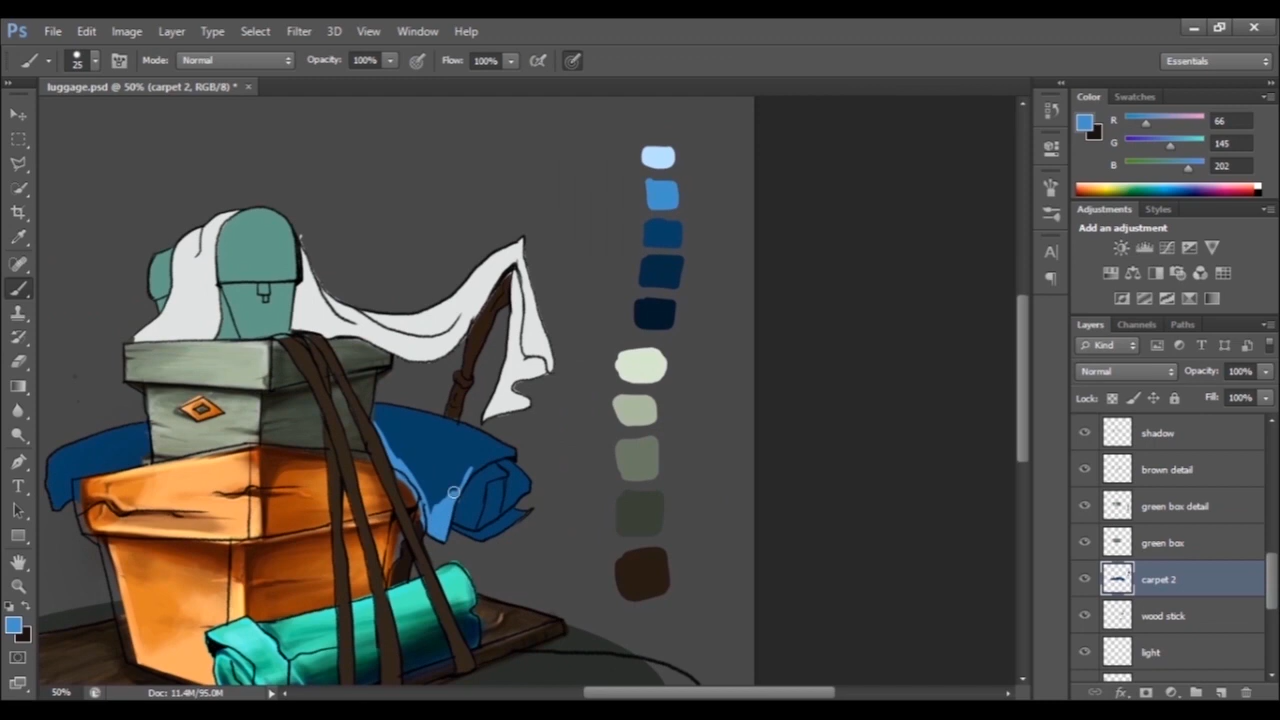 Ps File Edit Image Layer Type Select Filter 3D View Window Help
25 Mode: Normal Opacity: 100% Flow: 100% Essentials
luggage.psd @ 50% (carpet 2, RGB/8) * ×
Color Swatches
R 66
G 145
B 202
Adjustments Styles
Add an adjustment
Layers Channels Paths
Kind
Normal Opacity: 100%
Lock: Fill: 100%
shadow
brown detail
green box detail
green box
carpet 2
wood stick
light
50% Doc: 11.4M/95.0M